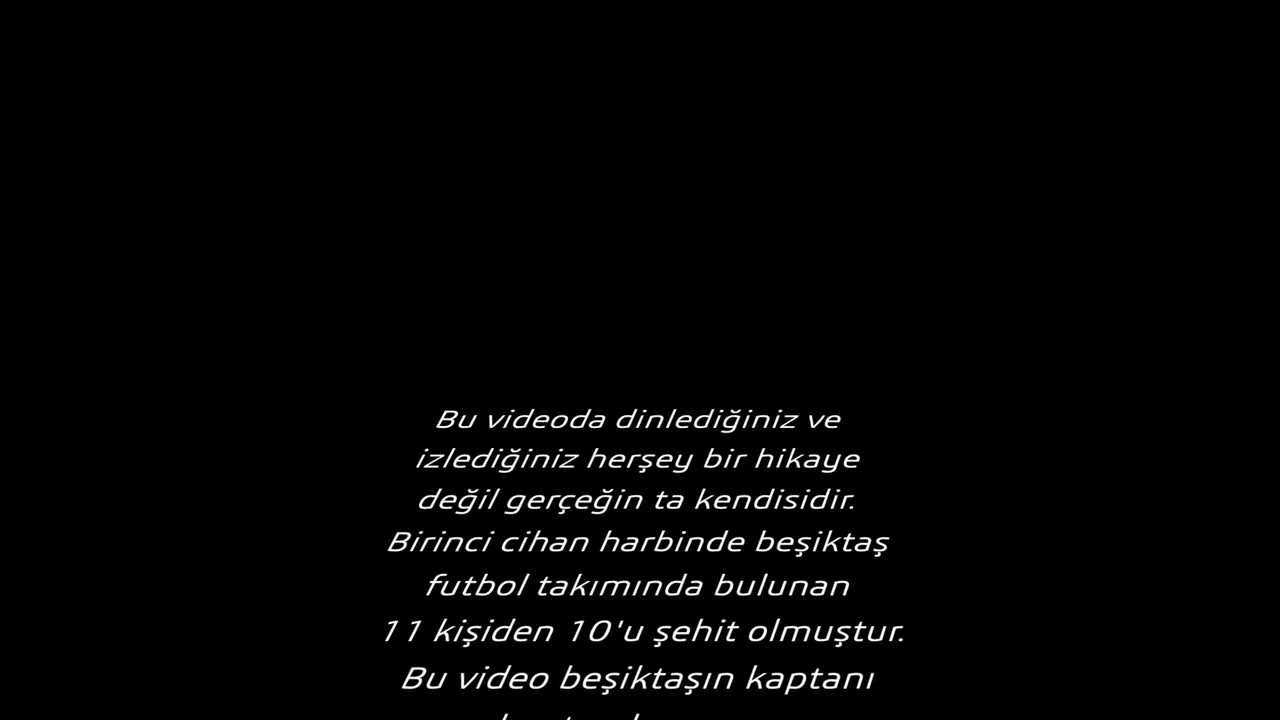 Bu videoda dinlediğiniz ve
izlediğiniz herşey bir hikaye
değil gerçeğin ta kendisidir.
Birinci cihan harbinde beşiktaş
futbol takımında bulunan
11 kişiden 10'u şehit olmuştur.
Bu video beşiktaşın kaptanı